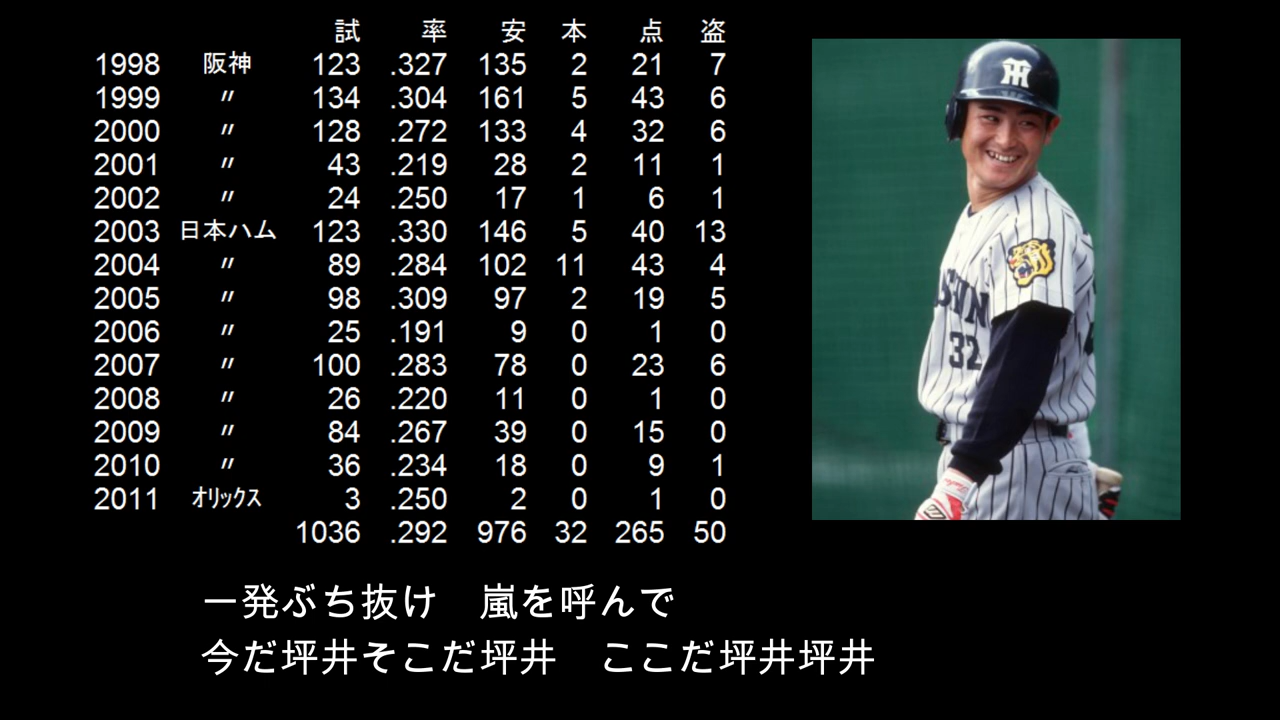 試 率 安 本 点 盗
1998 阪神 123 .327 135 2 21 7
1999 〃 134 .304 161 5 43 6
2000 〃 128 .272 133 4 32 6
2001 〃 43 .219 28 2 11 1
2002 〃 24 .250 17 1 6 1
2003 日本ハム 123 .330 146 5 40 13
2004 〃 89 .284 102 11 43 4
2005 〃 98 .309 97 2 19 5
2006 〃 25 .191 9 0 1 0
2007 〃 100 .283 78 0 23 6
2008 〃 26 .220 11 0 1 0
2009 〃 84 .267 39 0 15 0
2010 〃 36 .234 18 0 9 1
2011 オリックス 3 .250 2 0 1 0
1036 .292 976 32 265 50
一発ぶち抜け　嵐を呼んで
今だ坪井そこだ坪井　ここだ坪井坪井
32